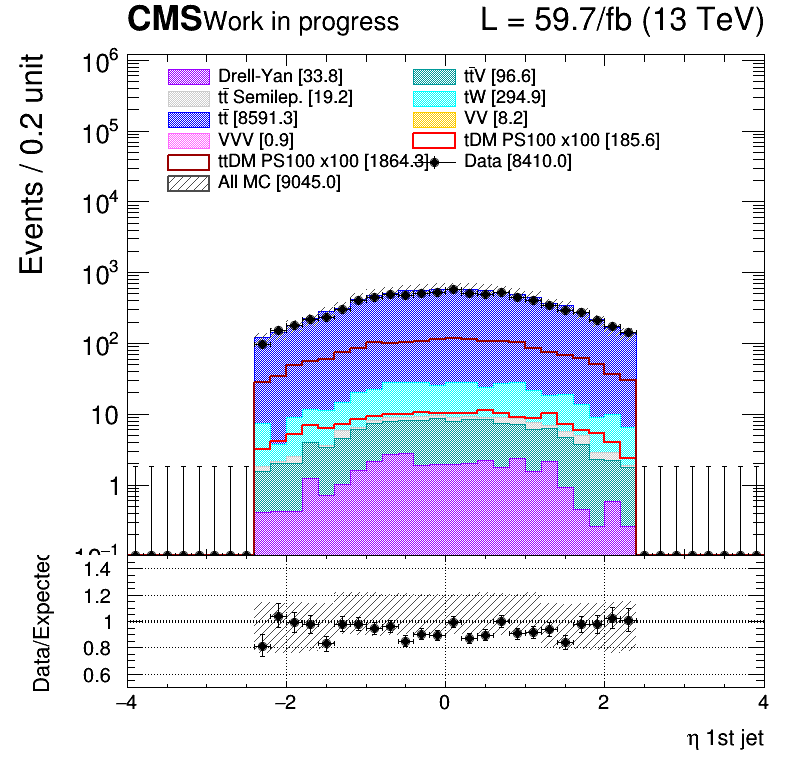 CMS Work in progress L = 59.7/fb (13 TeV)
Events / 0.2 unit
10⁶
10⁵
10⁴
10³
10²
10
1
10⁻¹
Drell-Yan [33.8] tt̄V [96.6]
tt̄ Semilep. [19.2] tW [294.9]
tt̄ [8591.3] VV [8.2]
VVV [0.9] tDM PS100 x100 [185.6]
ttDM PS100 x100 [1864.3] Data [8410.0]
All MC [9045.0]
Data/Expected
1.4
1.2
1
0.8
0.6
−4 −2 0 2 4
η 1st jet